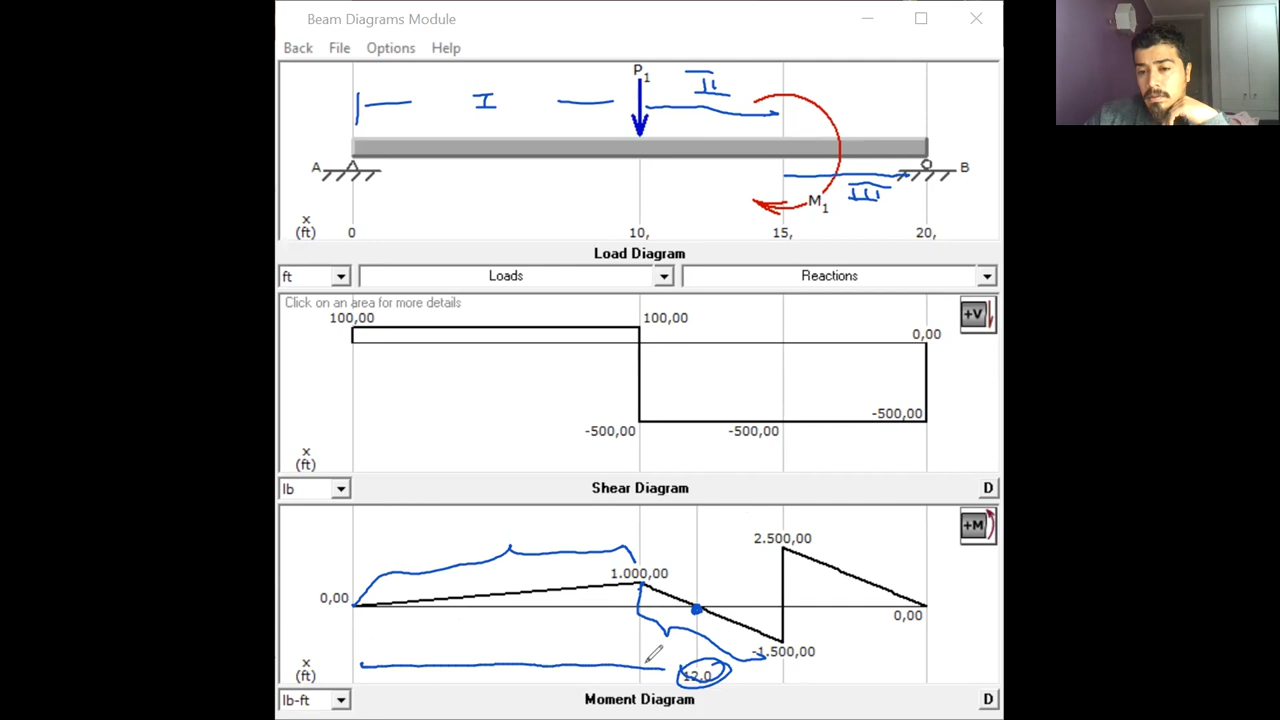 Beam Diagrams Module
Back File Options Help
P1
I
II
A
B
III
M1
x
(ft)
0 10, 15, 20,
Load Diagram
ft Loads Reactions
Click on an area for more details
+V
100,00 100,00 0,00
-500,00 -500,00 -500,00
x
(ft)
lb Shear Diagram D
+M
2.500,00
1.000,00
0,00 0,00
-1.500,00
x
(ft)
12,0
lb-ft Moment Diagram D